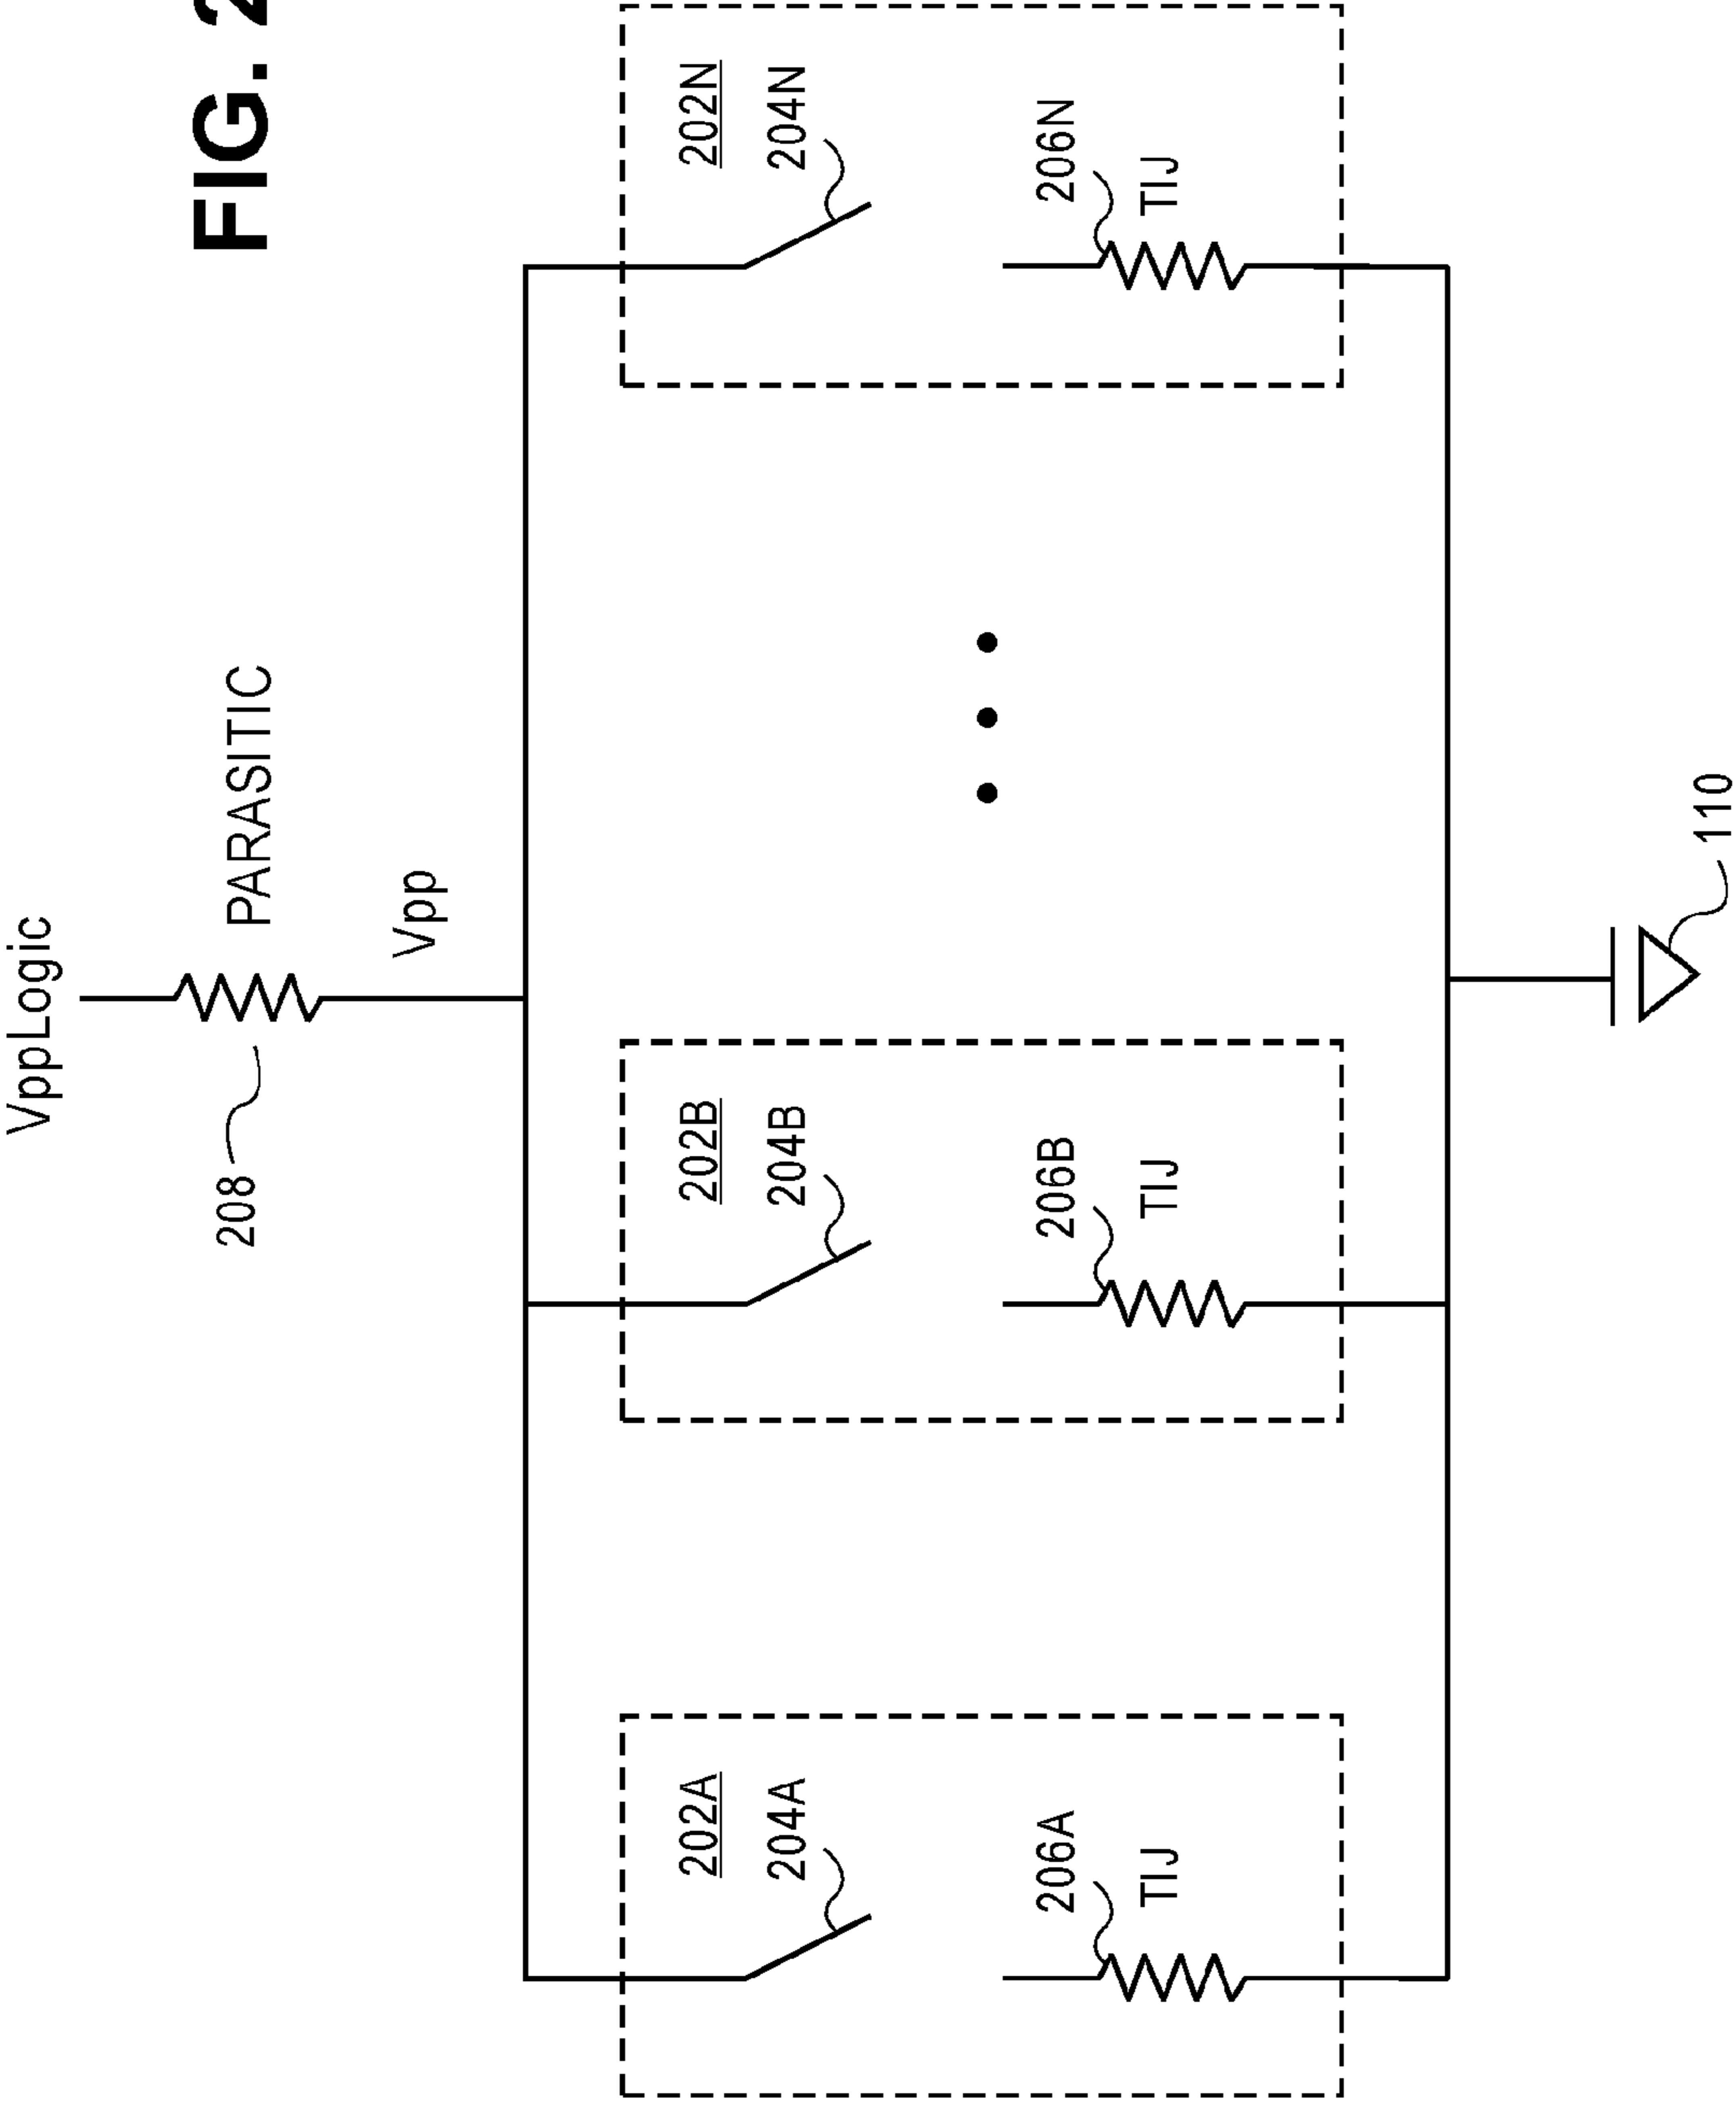 VppLogic
FIG. 2
208
PARASITIC
Vpp
202A
202B
202N
204A
204B
204N
206A
206B
206N
TIJ
TIJ
TIJ
110